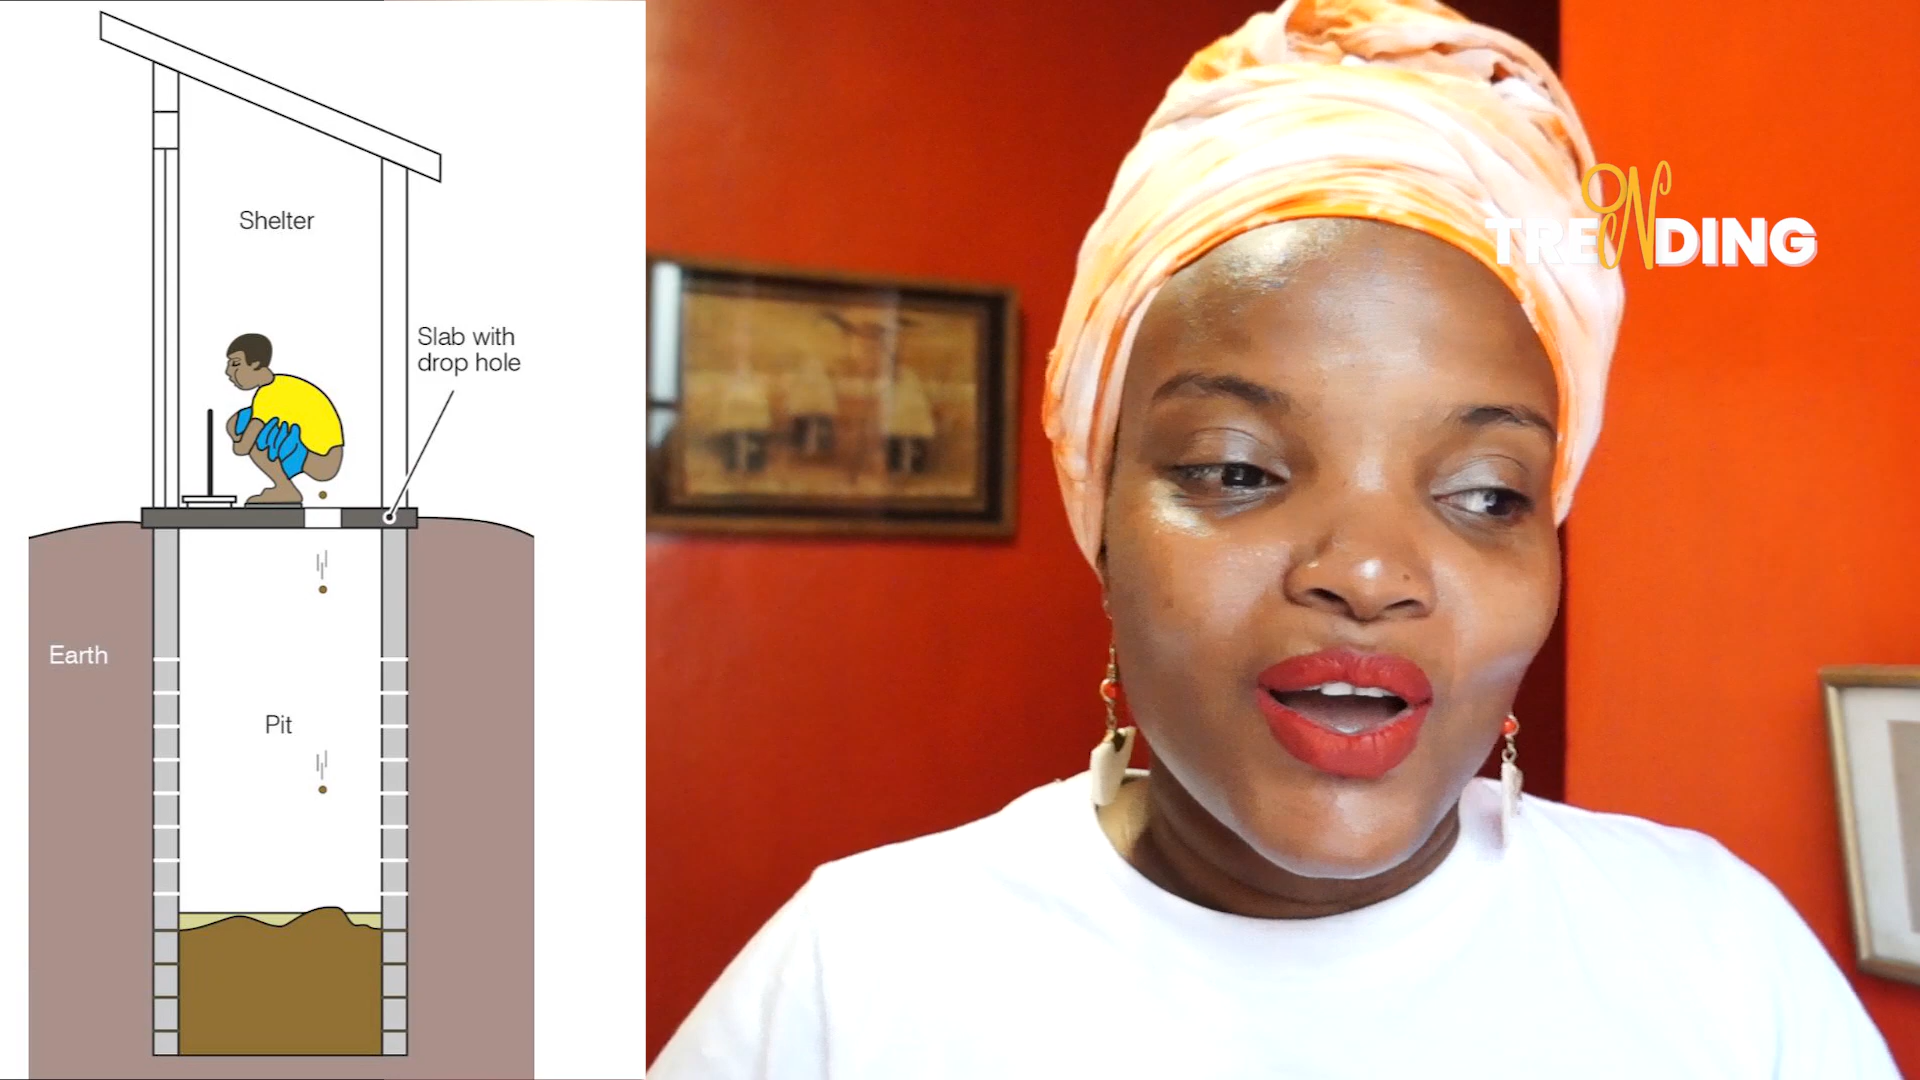 Shelter
Slab with
drop hole
Earth
Pit
ON
TRENDING